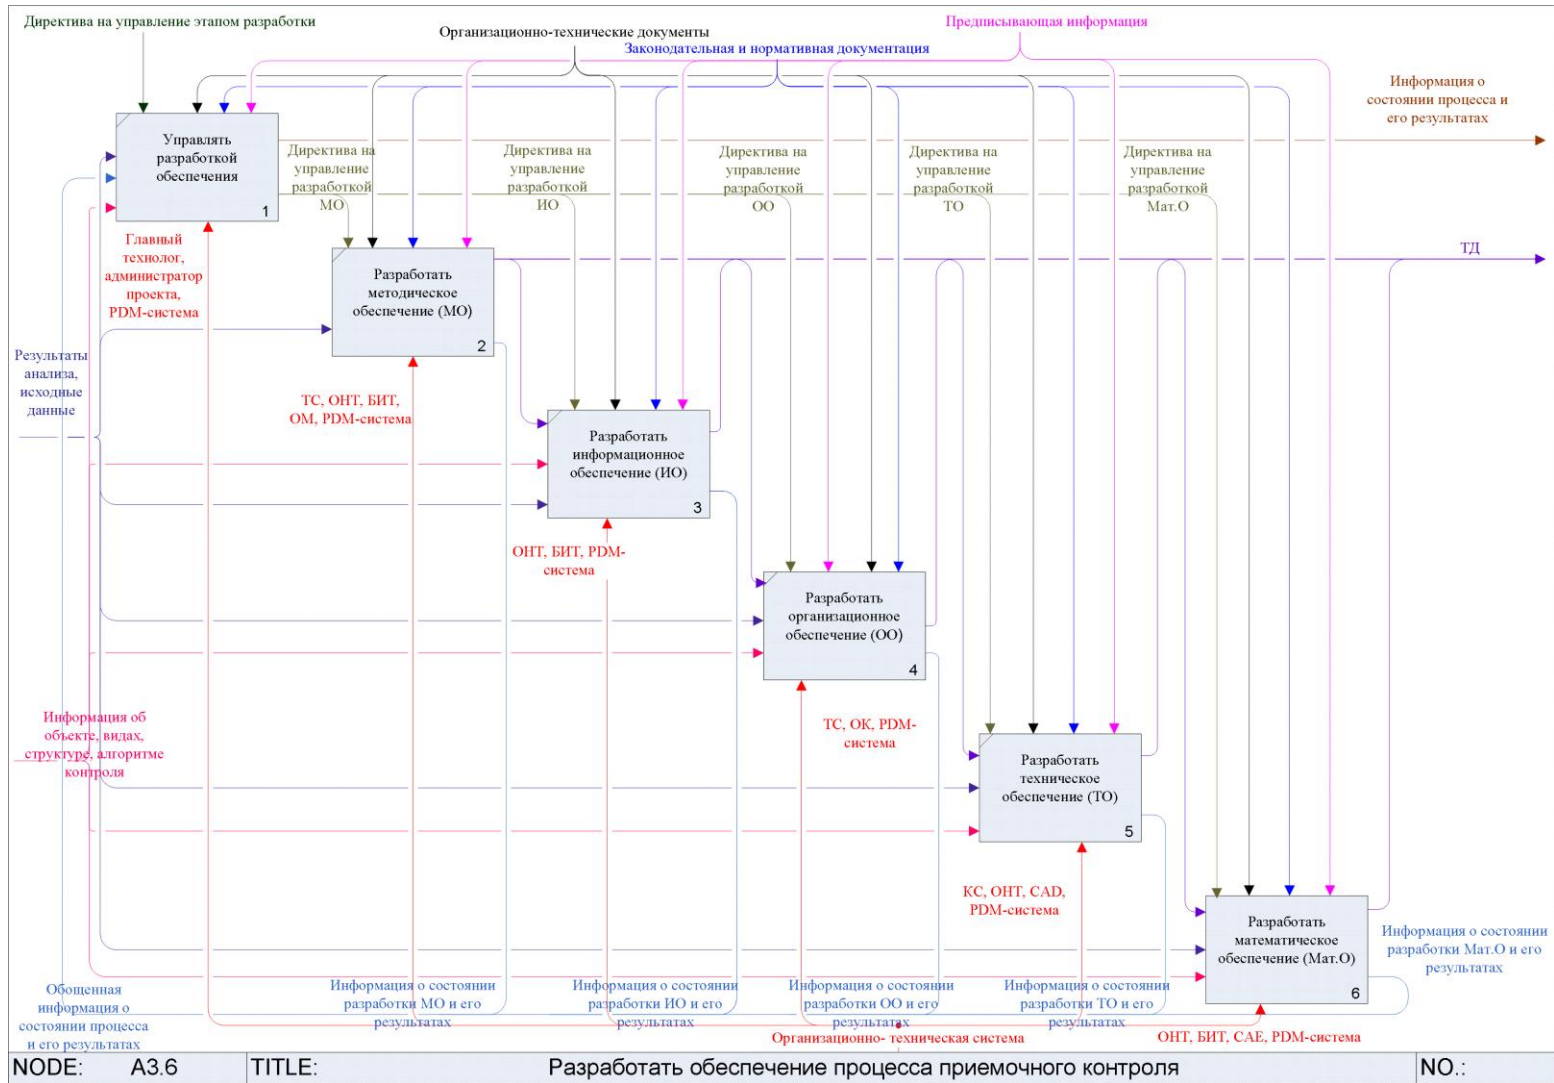 Директива на управление этапом разработки
Организационно-технические документы
Законодательная и нормативная документация
Предписывающая информация
Информация о
состоянии процесса и
его результатах
Управлять
разработкой
обеспечения
1
Директива на
управление
разработкой
МО
Директива на
управление
разработкой
ИО
Директива на
управление
разработкой
ОО
Директива на
управление
разработкой
ТО
Директива на
управление
разработкой
Мат.О
Главный
технолог,
администратор
проекта,
PDM-система
Разработать
методическое
обеспечение (МО)
2
ТД
Результаты
анализа,
исходные
данные
ТС, ОНТ, БИТ,
ОМ, PDM-система
Разработать
информационное
обеспечение (ИО)
3
ОНТ, БИТ, PDM-
система
Разработать
организационное
обеспечение (ОО)
4
ТС, ОК, PDM-
система
Информация об
объекте, видах,
структуре, алгоритме
контроля
Разработать
техническое
обеспечение (ТО)
5
КС, ОНТ, CAD,
PDM-система
Разработать
математическое
обеспечение (Мат.О)
6
Информация о состоянии
разработки Мат.О и его
результатах
Обощенная
информация о
состоянии процесса
и его результатах
Информация о состоянии
разработки МО и его
результатах
Информация о состоянии
разработки ИО и его
результатах
Информация о состоянии
разработки ОО и его
результатах
Информация о состоянии
разработки ТО и его
результатах
Организационно- техническая система
ОНТ, БИТ, CAE, PDM-система
NODE: A3.6 TITLE: Разработать обеспечение процесса приемочного контроля NO.: